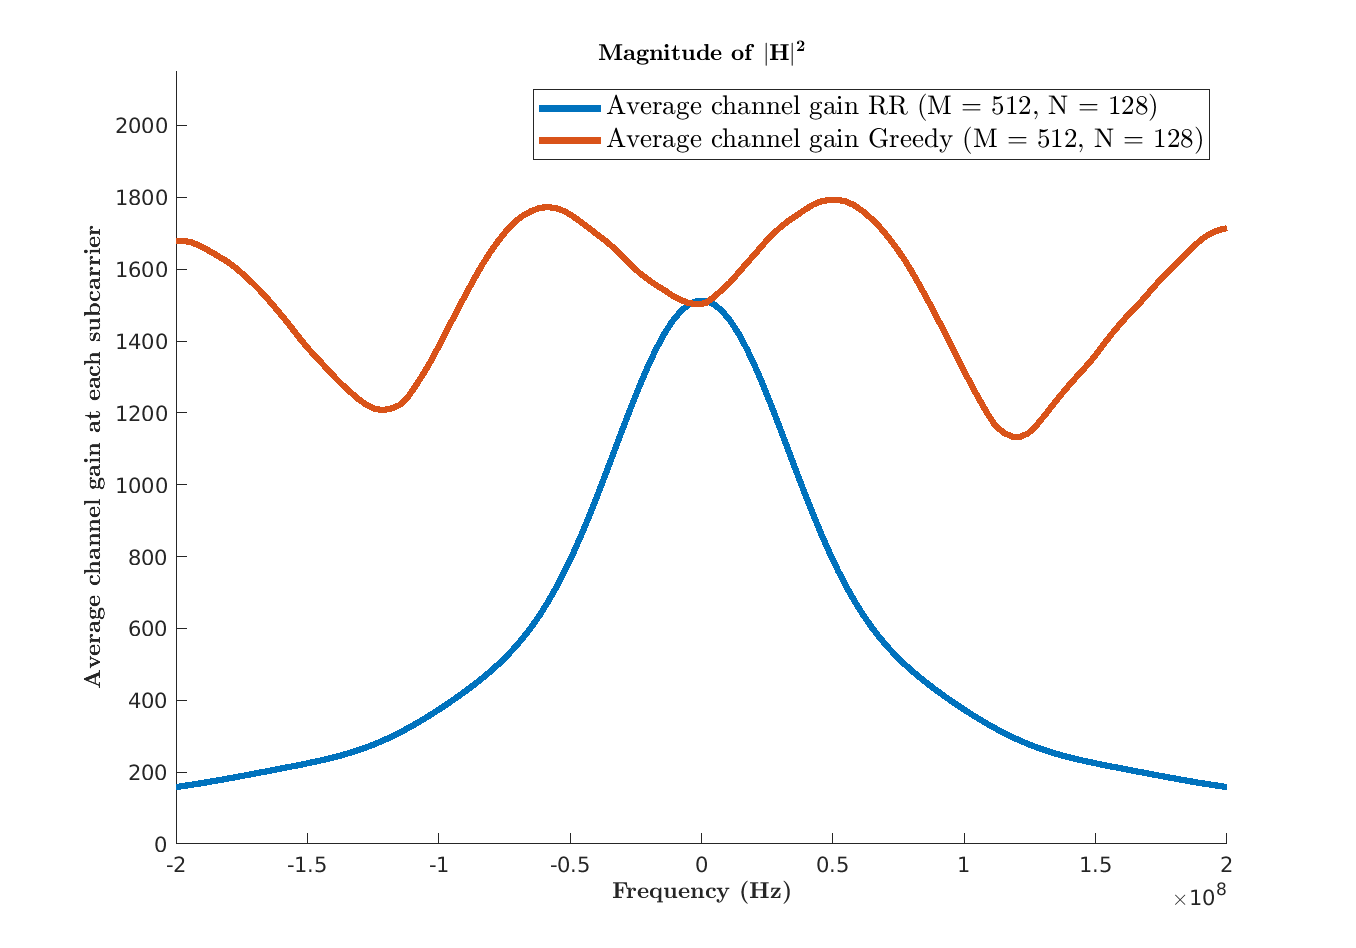 Magnitude of |H|²
Average channel gain RR (M = 512, N = 128)
Average channel gain Greedy (M = 512, N = 128)
Average channel gain at each subcarrier
2000
1800
1600
1400
1200
1000
800
600
400
200
0
-2 -1.5 -1 -0.5 0 0.5 1 1.5 2
Frequency (Hz)
×10⁸